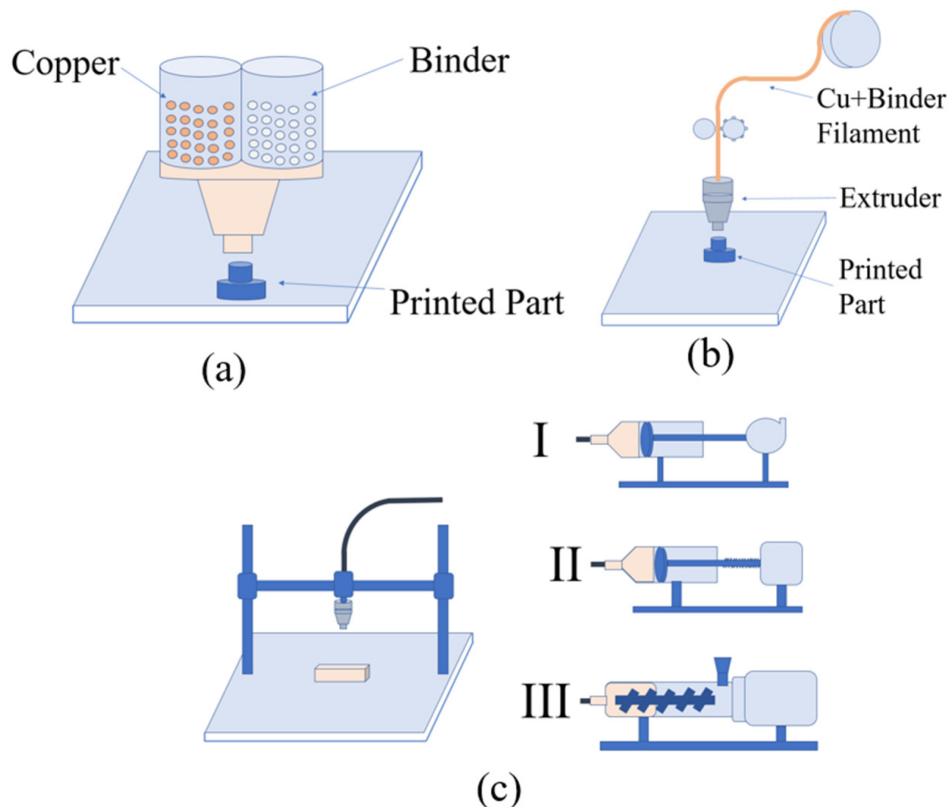 Copper
Binder
Printed Part
(a)
Cu+Binder
Filament
Extruder
Printed
Part
(b)
I
II
III
(c)